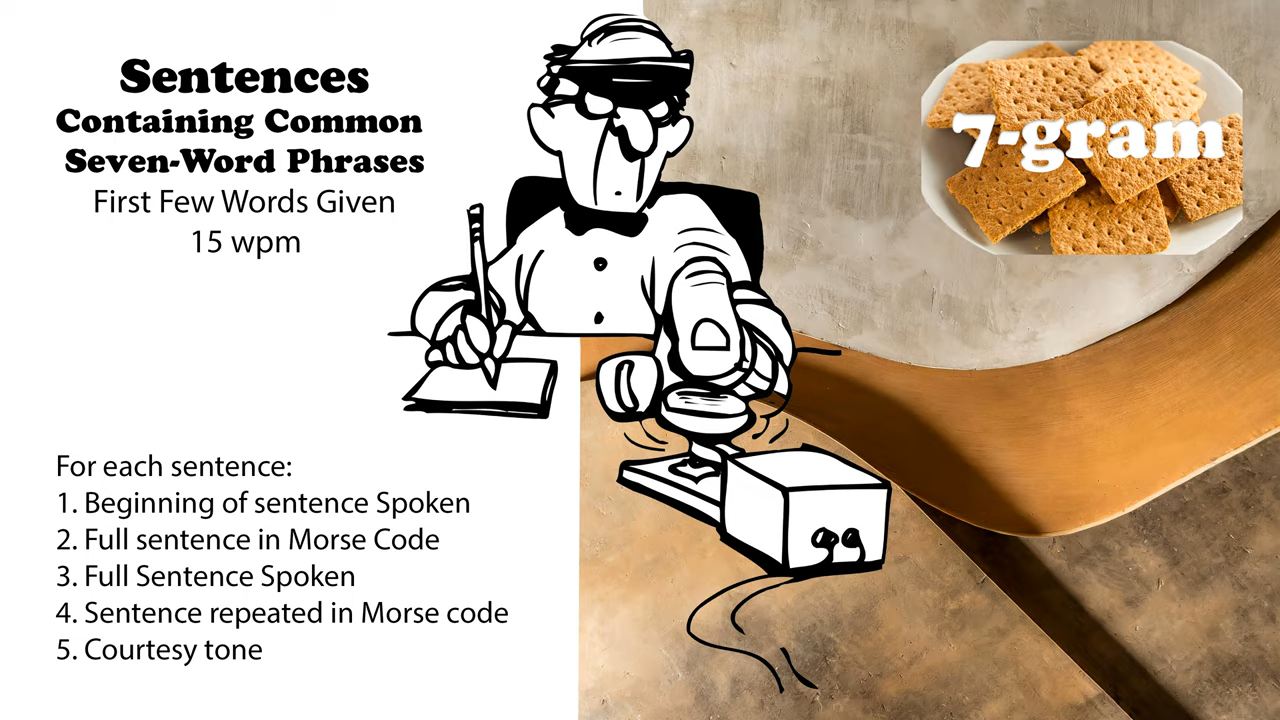 Sentences
Containing Common
Seven-Word Phrases
First Few Words Given
15 wpm
7-gram
For each sentence:
1. Beginning of sentence Spoken
2. Full sentence in Morse Code
3. Full Sentence Spoken
4. Sentence repeated in Morse code
5. Courtesy tone